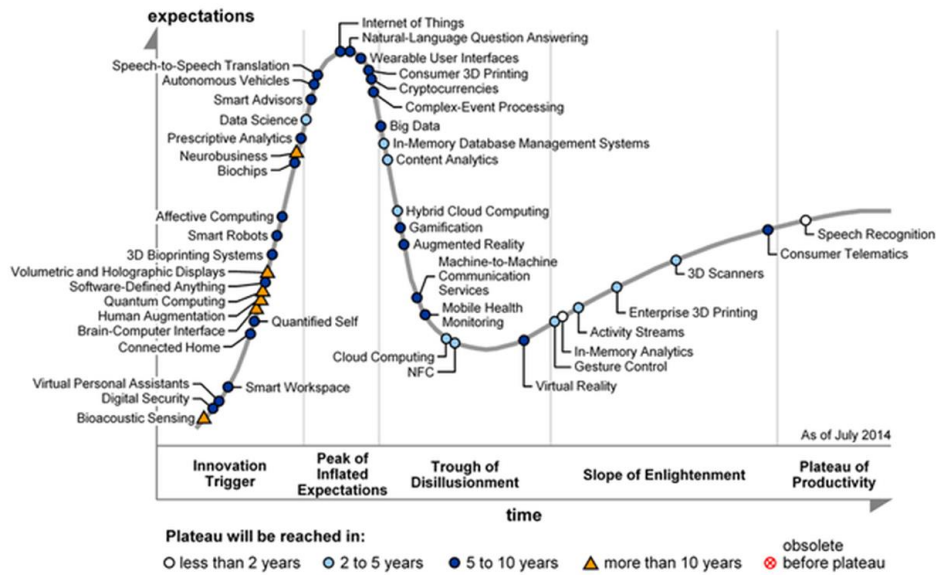 expectations
Internet of Things
Natural-Language Question Answering
Wearable User Interfaces
Consumer 3D Printing
Cryptocurrencies
Complex-Event Processing
Speech-to-Speech Translation
Autonomous Vehicles
Smart Advisors
Data Science
Prescriptive Analytics
Neurobusiness
Biochips
Big Data
In-Memory Database Management Systems
Content Analytics
Affective Computing
Smart Robots
3D Bioprinting Systems
Volumetric and Holographic Displays
Software-Defined Anything
Quantum Computing
Human Augmentation
Brain-Computer Interface
Quantified Self
Connected Home
Virtual Personal Assistants
Smart Workspace
Digital Security
Bioacoustic Sensing
Hybrid Cloud Computing
Gamification
Augmented Reality
Machine-to-Machine
Communication
Services
Mobile Health
Monitoring
Cloud Computing
NFC
Virtual Reality
Speech Recognition
Consumer Telematics
3D Scanners
Enterprise 3D Printing
Activity Streams
In-Memory Analytics
Gesture Control
As of July 2014
Innovation
Trigger
Peak of
Inflated
Expectations
Trough of
Disillusionment
Slope of Enlightenment
Plateau of
Productivity
time
Plateau will be reached in:
less than 2 years
2 to 5 years
5 to 10 years
more than 10 years
obsolete
before plateau